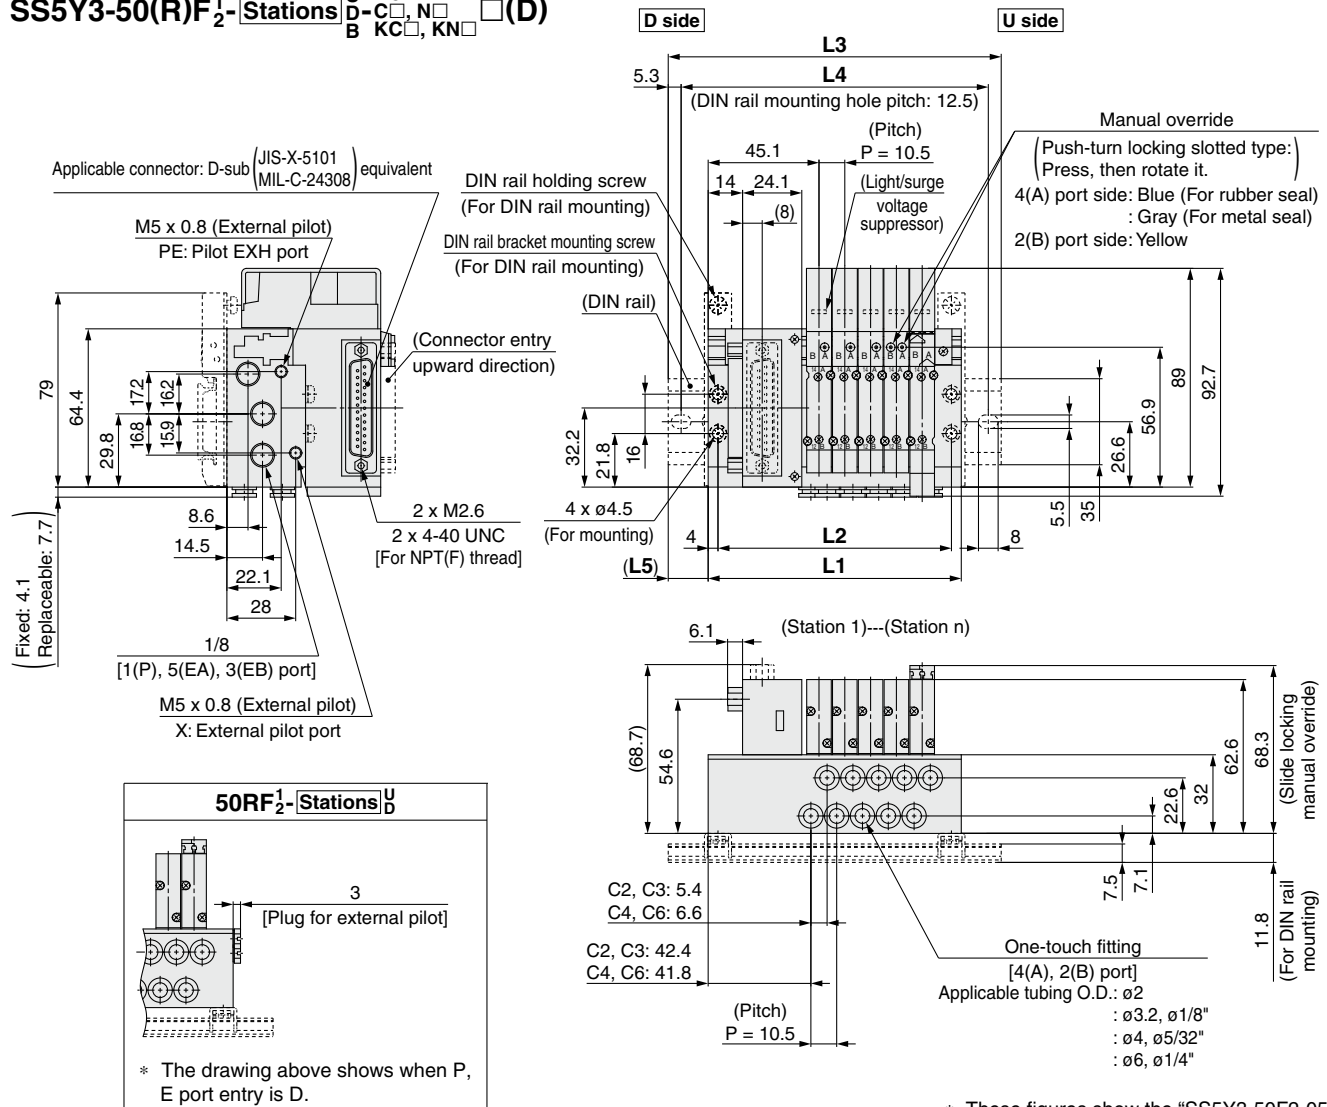 SS5Y3-50(R)F½- Stations D-C□, N□ □(D)
B KC□, KN□
D side
U side
L3
5.3
L4
(DIN rail mounting hole pitch: 12.5)
Manual override
(Push-turn locking slotted type:
Press, then rotate it.)
4(A) port side: Blue (For rubber seal)
: Gray (For metal seal)
2(B) port side: Yellow
(Pitch)
P = 10.5
45.1
14
24.1
(8)
(Light/surge
voltage
suppressor)
Applicable connector: D-sub (JIS-X-5101
MIL-C-24308) equivalent
DIN rail holding screw
(For DIN rail mounting)
M5 x 0.8 (External pilot)
PE: Pilot EXH port
DIN rail bracket mounting screw
(For DIN rail mounting)
(DIN rail)
(Connector entry
upward direction)
79
64.4
29.8
17.2
16.2
16.8
15.9
8.6
14.5
22.1
28
(Fixed: 4.1
Replaceable: 7.7)
2 x M2.6
2 x 4-40 UNC
[For NPT(F) thread]
1/8
[1(P), 5(EA), 3(EB) port]
M5 x 0.8 (External pilot)
X: External pilot port
32.2
21.8
16
4 x ø4.5
(For mounting)
4
L2
(L5)
L1
8
5.5
35
26.6
56.9
89
92.7
6.1
(Station 1)---(Station n)
(68.7)
54.6
22.6
32
62.6
68.3
(Slide locking
manual override)
7.5
7.1
11.8
(For DIN rail
mounting)
C2, C3: 5.4
C4, C6: 6.6
C2, C3: 42.4
C4, C6: 41.8
(Pitch)
P = 10.5
One-touch fitting
[4(A), 2(B) port]
Applicable tubing O.D.: ø2
: ø3.2, ø1/8"
: ø4, ø5/32"
: ø6, ø1/4"
50RF½- Stations U
D
3
[Plug for external pilot]
* The drawing above shows when P,
E port entry is D.